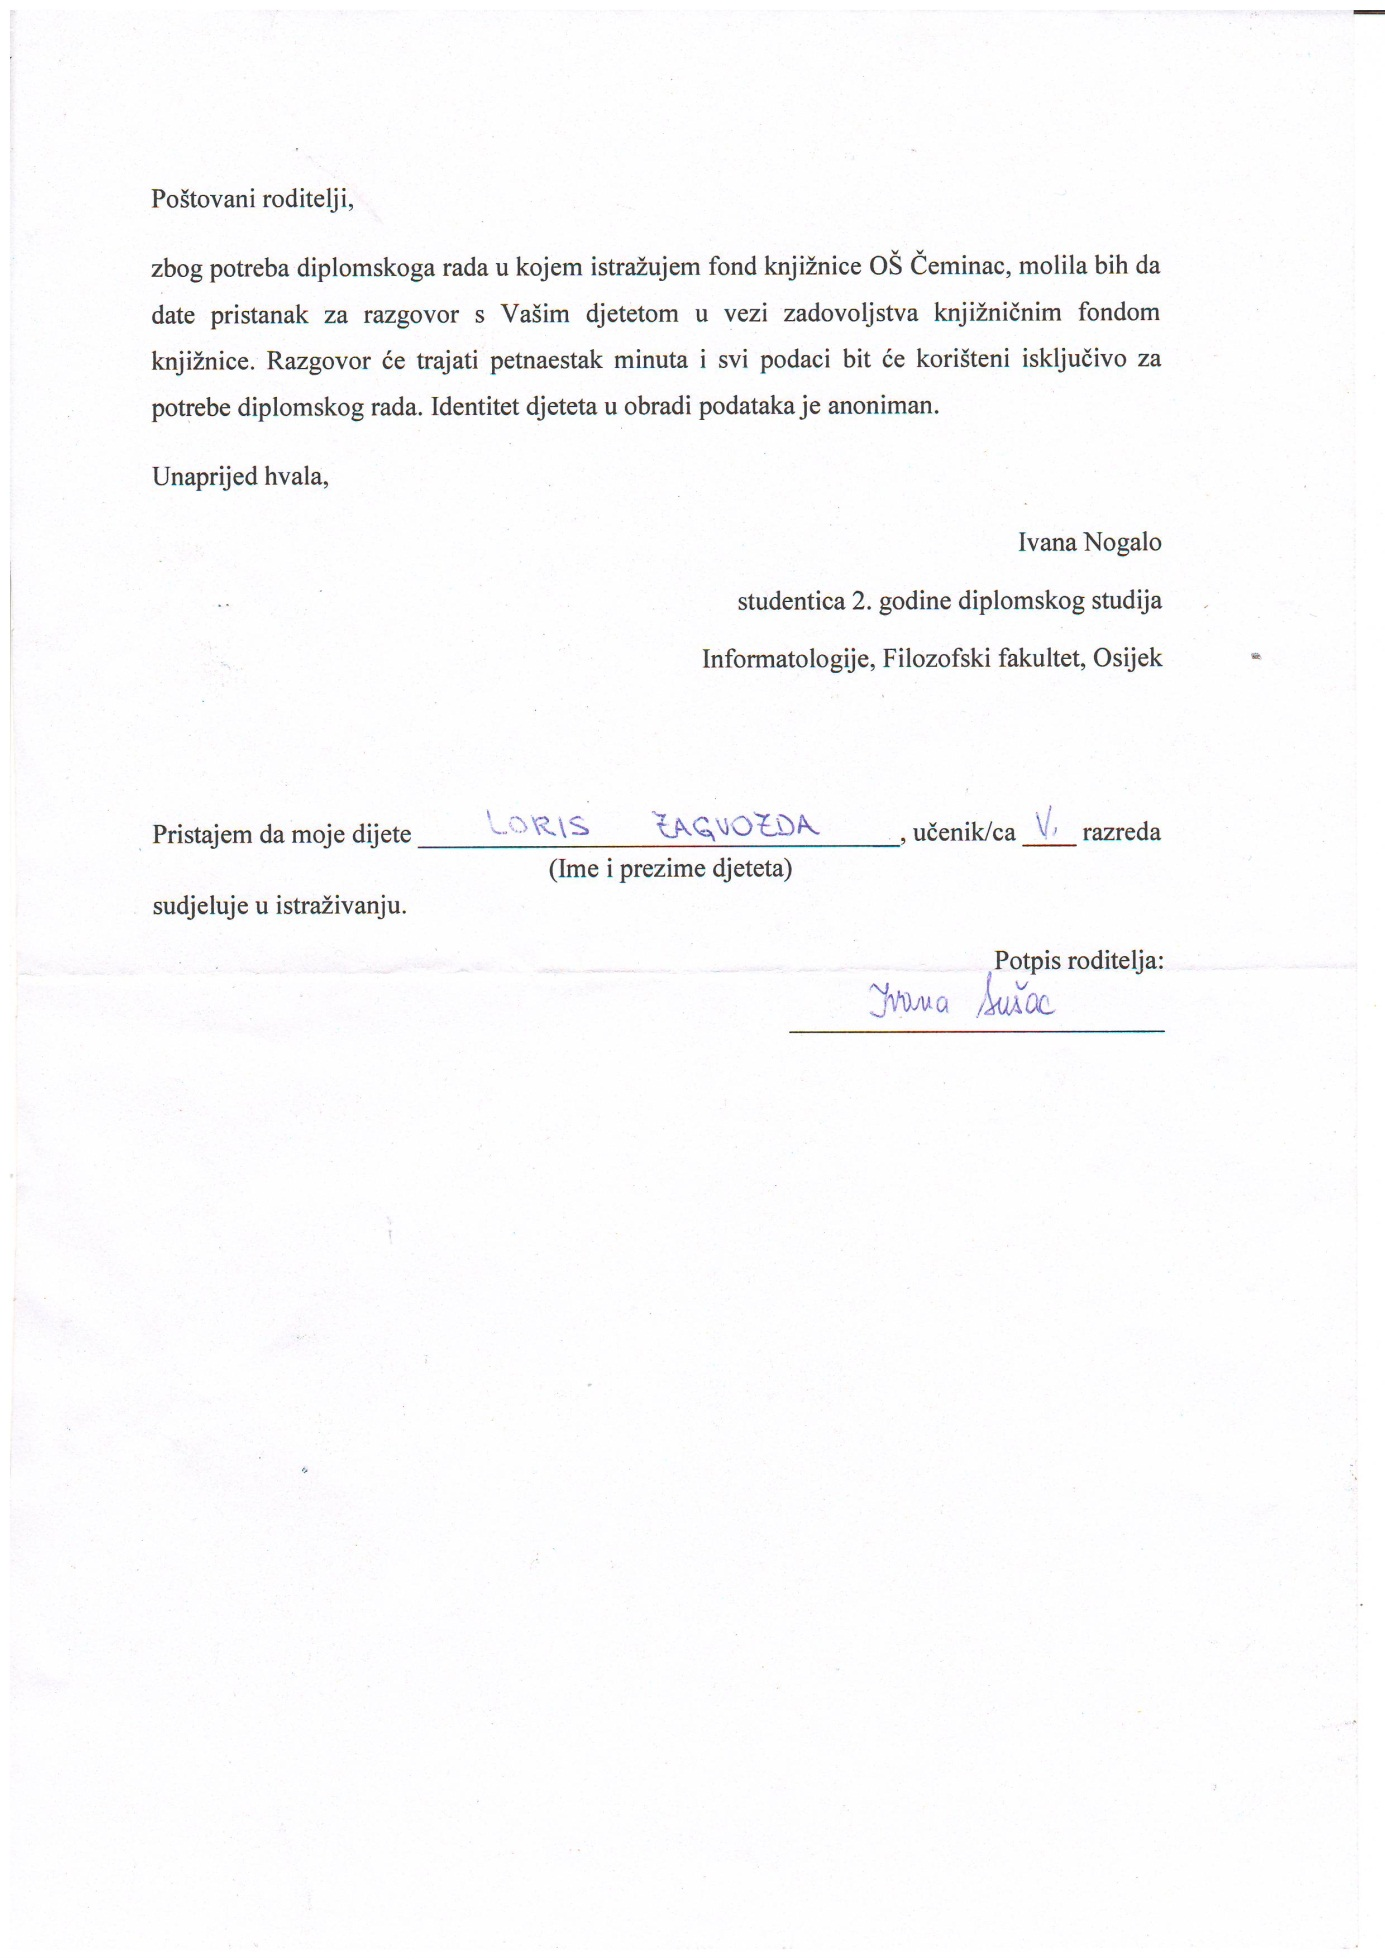 Poštovani roditelji,
zbog potreba diplomskoga rada u kojem istražujem fond knjižnice OŠ Čeminac, molila bih da
date pristanak za razgovor s Vašim djetetom u vezi zadovoljstva knjižničnim fondom
knjižnice. Razgovor će trajati petnaestak minuta i svi podaci bit će korišteni isključivo za
potrebe diplomskog rada. Identitet djeteta u obradi podataka je anoniman.
Unaprijed hvala,
Ivana Nogalo
studentica 2. godine diplomskog studija
Informatologije, Filozofski fakultet, Osijek
Pristajem da moje dijete LORIS ZAGVOZDA, učenik/ca V. razreda
(Ime i prezime djeteta)
sudjeluje u istraživanju.
Potpis roditelja:
Ivana Sušac